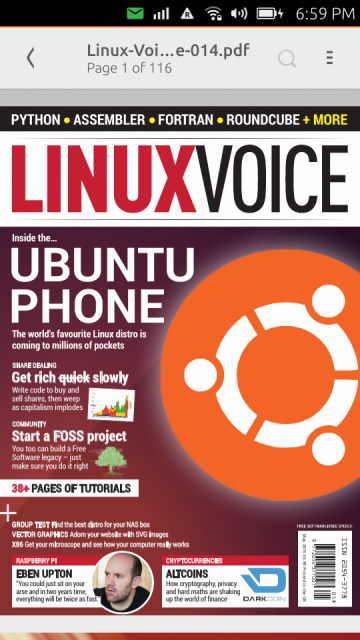 6:59 PM
Linux-Voi...e-014.pdf
Page 1 of 116
PYTHON • ASSEMBLER • FORTRAN • ROUNDCUBE + MORE
LINUXVOICE
Inside the...
UBUNTU
PHONE
The world's favourite Linux distro is
coming to millions of pockets
SHARE DEALING
Get rich quick slowly
Write code to buy and
sell shares, then weep
as capitalism implodes
COMMUNITY
Start a FOSS project
You too can build a Free
Software legacy – just
make sure you do it right
38+ PAGES OF TUTORIALS
GROUP TEST Find the best distro for your NAS box
VECTOR GRAPHICS Adorn your website with SVG images
X86 Get your microscope and see how your computer really works
RASPBERRY PI
EBEN UPTON
"You could just sit on your
arse and in two years time,
everything will be twice as fast."
CRYPTOCURRENCIES
ALTCOINS
How cryptography, privacy
and hard maths are shaking
up the world of finance
DARKCOIN
FREE SOFTWARE | FREE SPEECH
ISSN 2054-3778